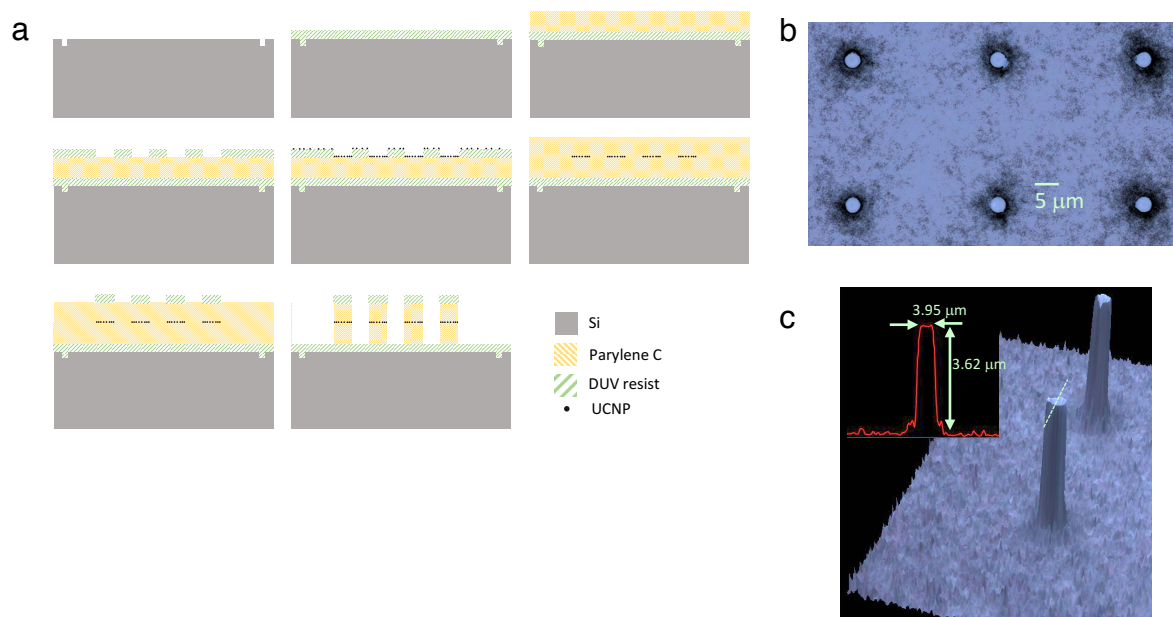 a
b
5 μm
Si
Parylene C
DUV resist
UCNP
c
3.95 μm
3.62 μm